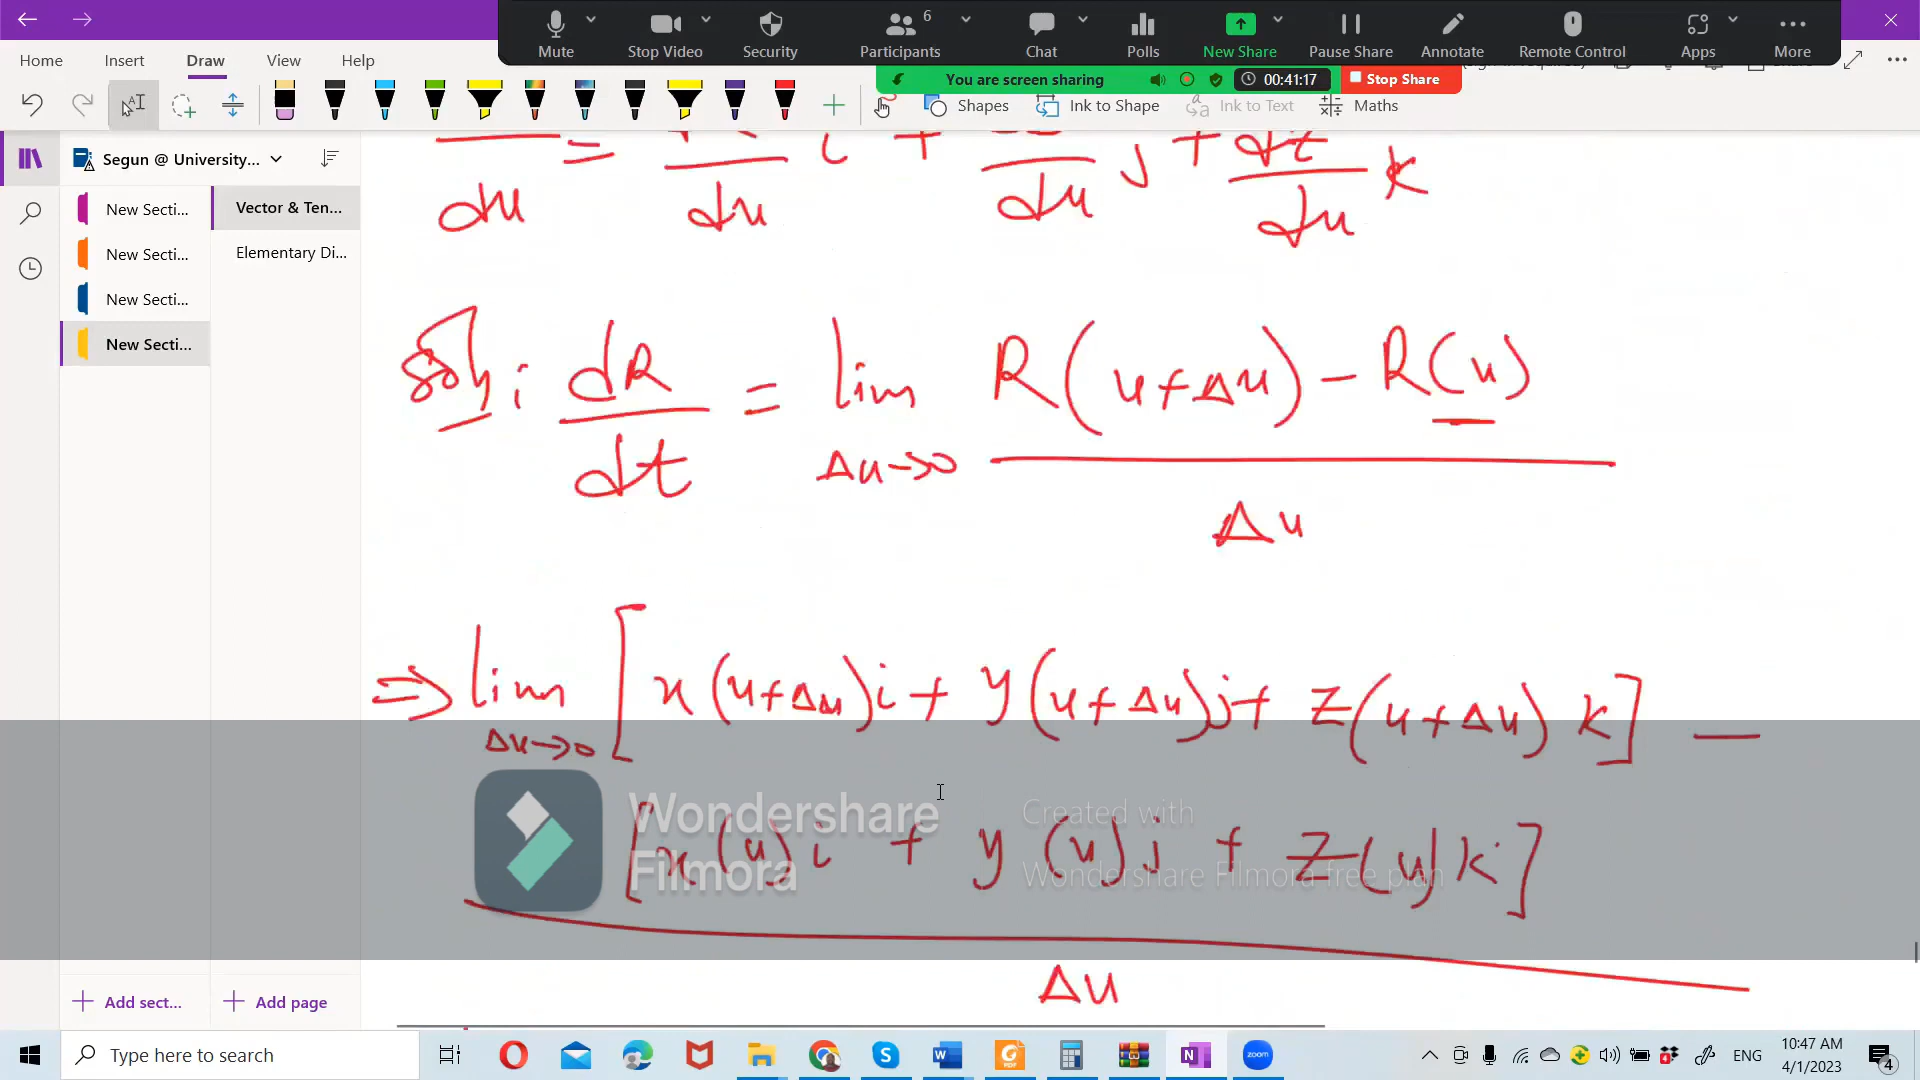 6
Mute Stop Video Security Participants Chat Polls New Share Pause Share Annotate Remote Control Apps More
Home Insert Draw View Help
You are screen sharing 00:41:17 Stop Share
Shapes Ink to Shape Ink to Text Maths
Segun @ University...
New Secti... Vector & Ten...
New Secti... Elementary Di...
New Secti...
New Secti...
du = du i + du j + dz/du k
Soln: dR/dt = lim Δu→0 R(u+Δu) − R(u) / Δu
⇒ lim Δu→0 [x(u+Δu)i + y(u+Δu)j + z(u+Δu)k] −
[x(u)i + y(u)j + z(u)k]
Δu
Wondershare Filmora
Created with
Wondershare Filmora free plan
Add sect... Add page
Type here to search
W N zoom ENG 10:47 AM
4/1/2023 4